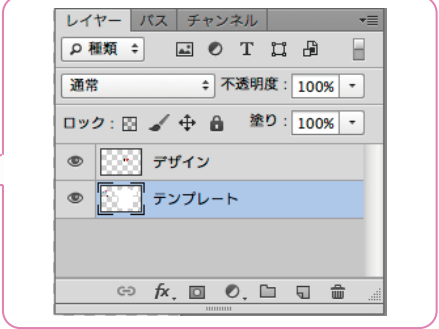 レイヤー パス チャンネル
種類 T
通常 不透明度: 100%
ロック: 塗り: 100%
デザイン
テンプレート
fx.